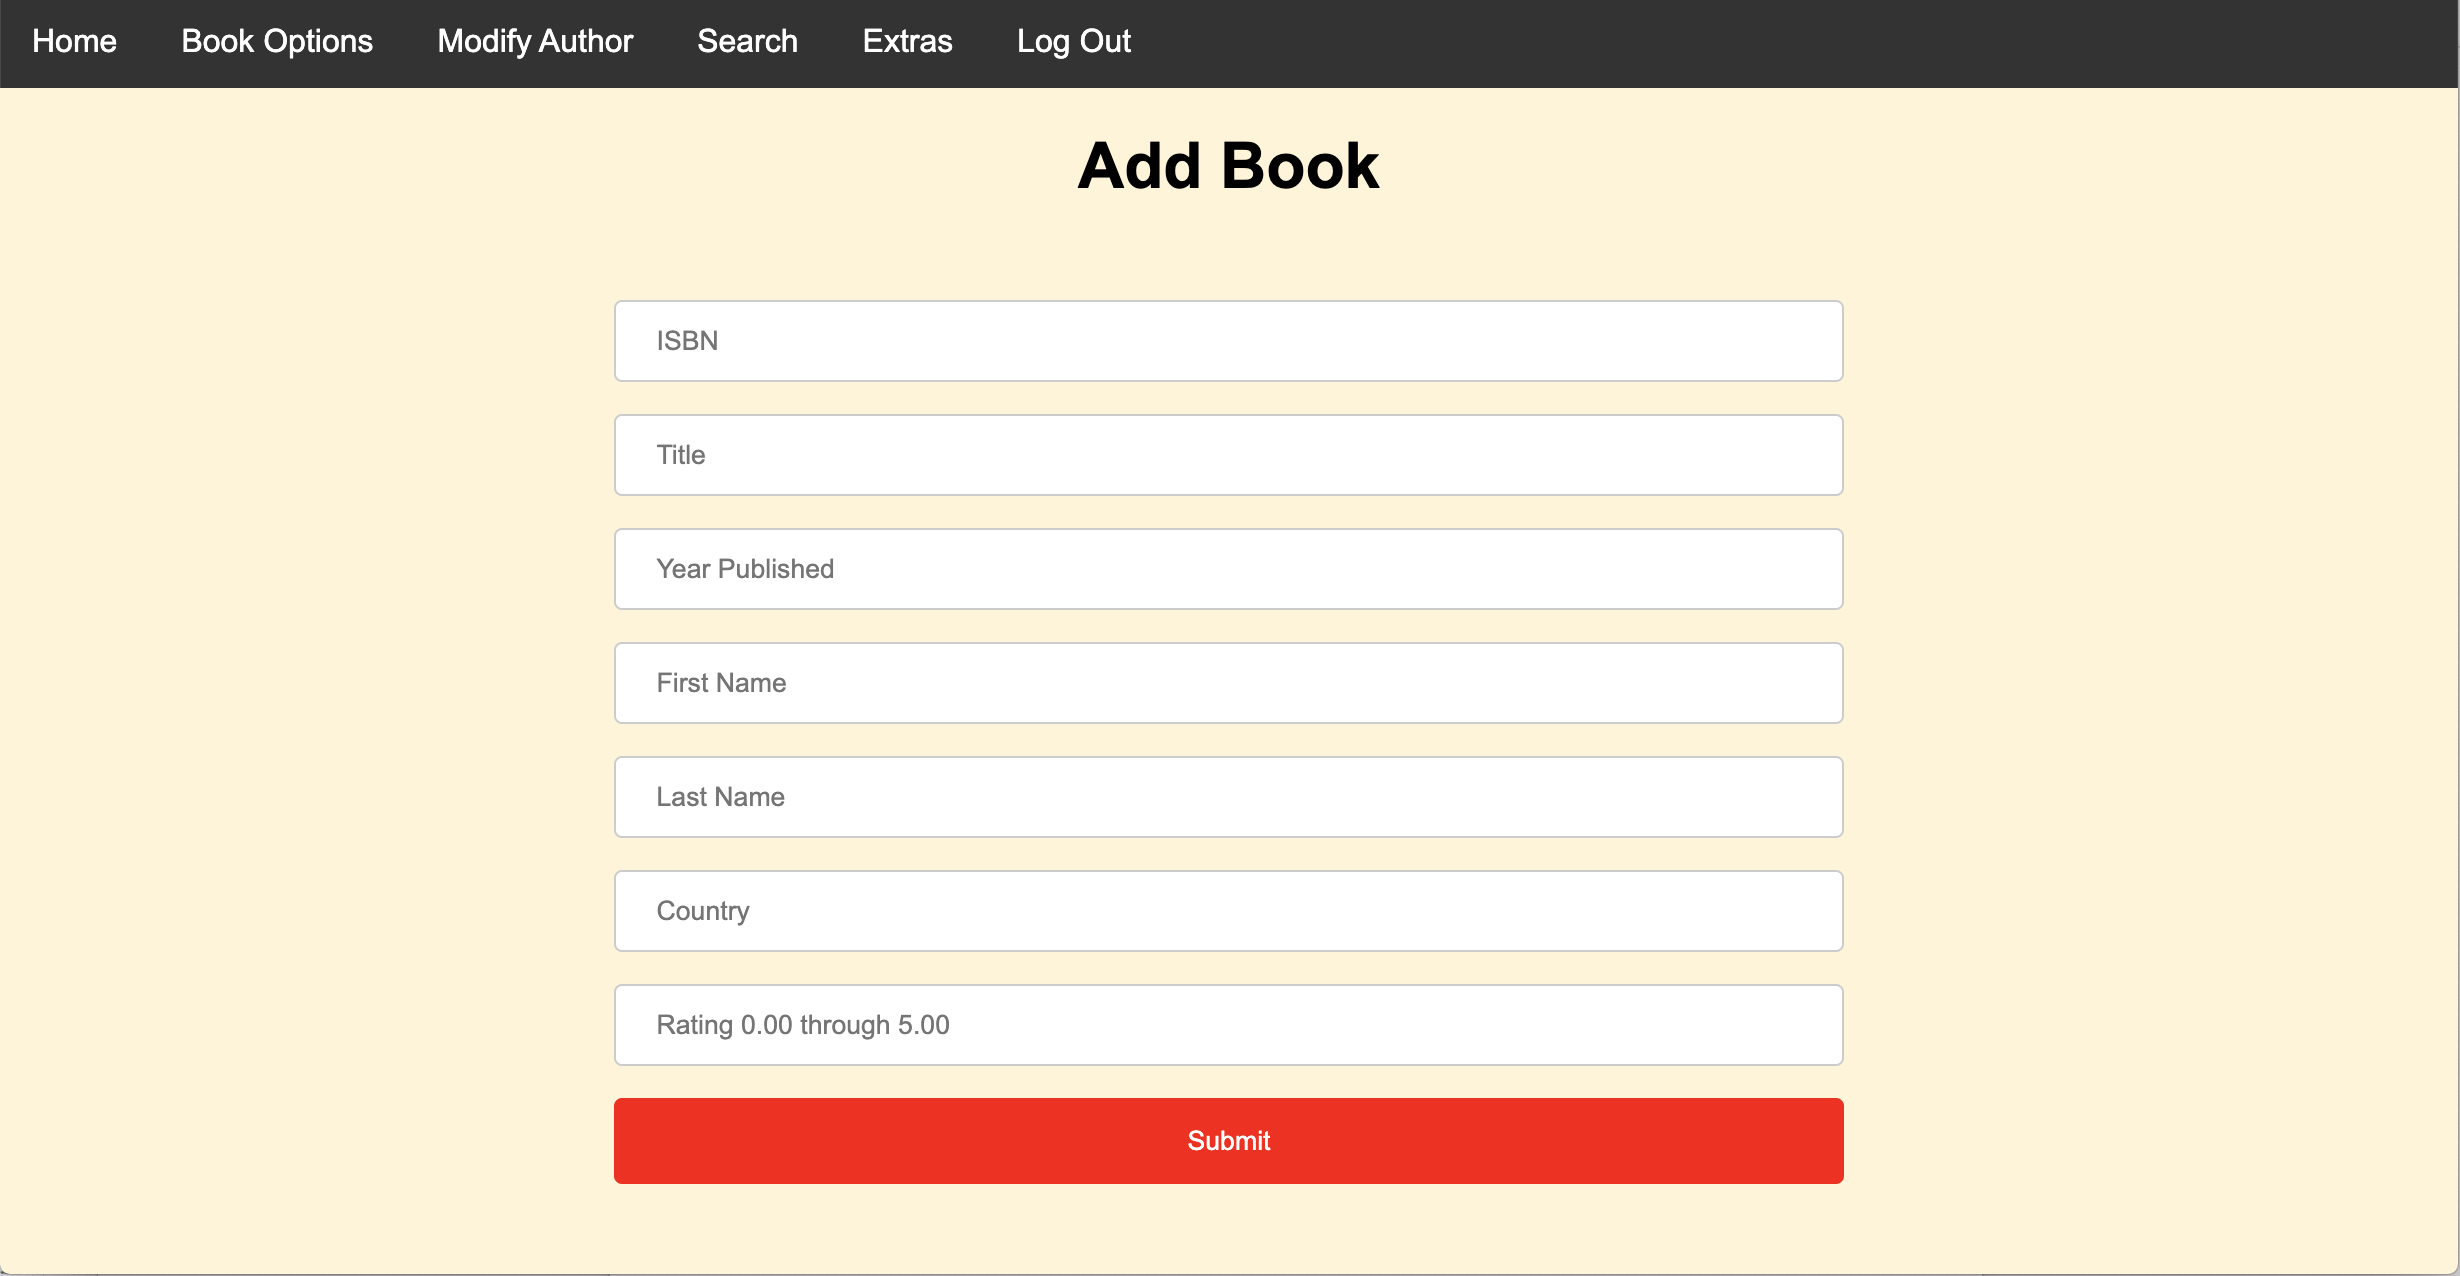 Home Book Options Modify Author Search Extras Log Out
Add Book
ISBN
Title
Year Published
First Name
Last Name
Country
Rating 0.00 through 5.00
Submit